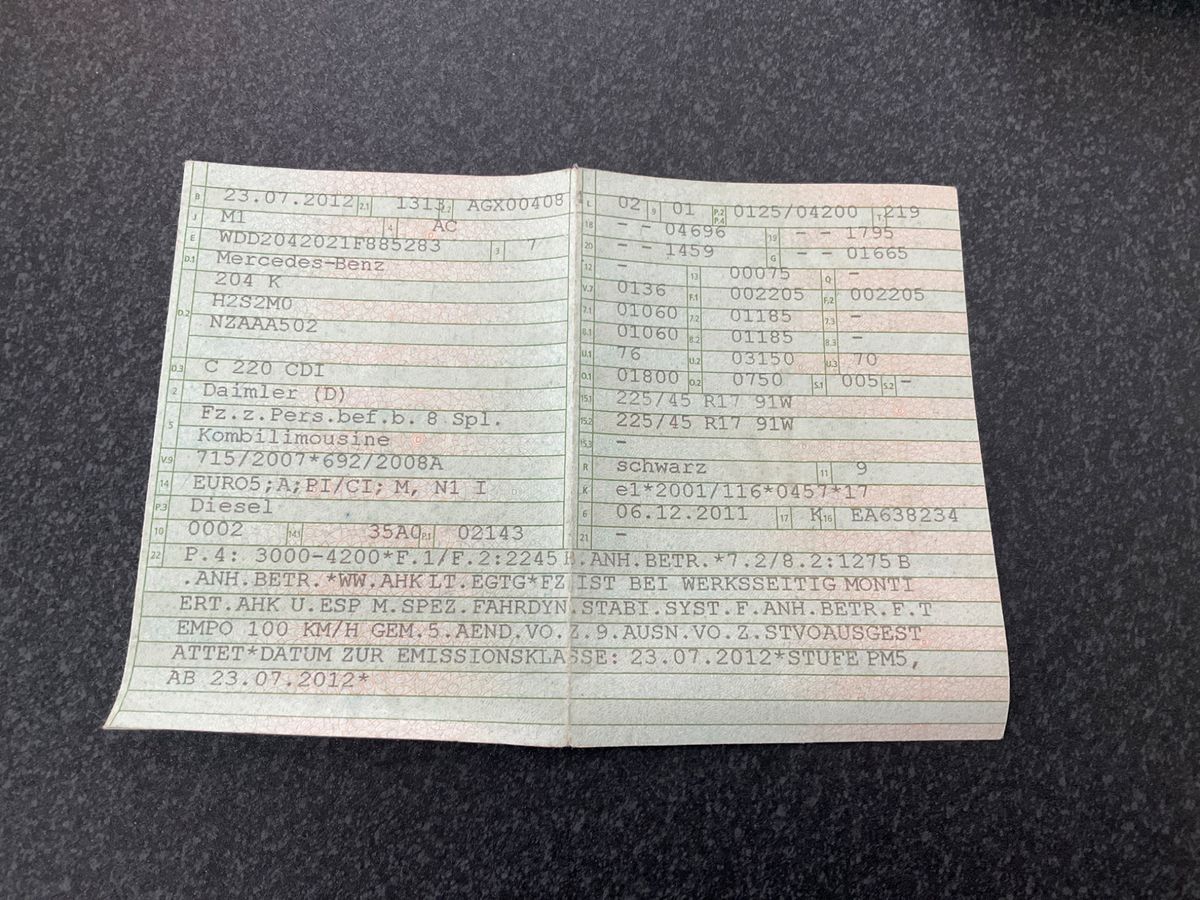 B 23.07.2012 2.1 1313 AGX00408
J M1 4 AC
E WDD2042021F885283 3 7
D.1 Mercedes-Benz
204 K
D.2 H2S2M0
NZAAA502
D.3 C 220 CDI
2 Daimler (D)
5 Fz.z.Pers.bef.b. 8 Spl.
Kombilimousine
V.9 715/2007*692/2008A
14 EURO5;A;PI/CI; M, N1 I
P.3 Diesel
10 0002 14.1 35A0 P.1 02143
L 02 9 01 P.2 P.4 0125/04200 T 219
18 - - 04696 19 - - 1795
20 - - 1459 G - - 01665
12 - 13 00075 Q -
V.7 0136 F.1 002205 F.2 002205
7.1 01060 7.2 01185 7.3 -
8.1 01060 8.2 01185 8.3 -
U.1 76 U.2 03150 U.3 70
O.1 01800 O.2 0750 S.1 005 S.2 -
15.1 225/45 R17 91W
15.2 225/45 R17 91W
15.3 -
R schwarz 11 9
K e1*2001/116*0457*17
6 06.12.2011 17 K 16 EA638234
21 -
22 P.4: 3000-4200*F.1/F.2:2245 B.ANH.BETR.*7.2/8.2:1275 B
.ANH.BETR.*WW.AHK LT.EGTG*FZ IST BEI WERKSSEITIG MONTI
ERT.AHK U.ESP M.SPEZ.FAHRDYN.STABI.SYST.F.ANH.BETR.F.T
EMPO 100 KM/H GEM.5.AEND.VO.Z.9.AUSN.VO.Z.STVOAUSGEST
ATTET*DATUM ZUR EMISSIONSKLASSE: 23.07.2012*STUFE PM5,
AB 23.07.2012*